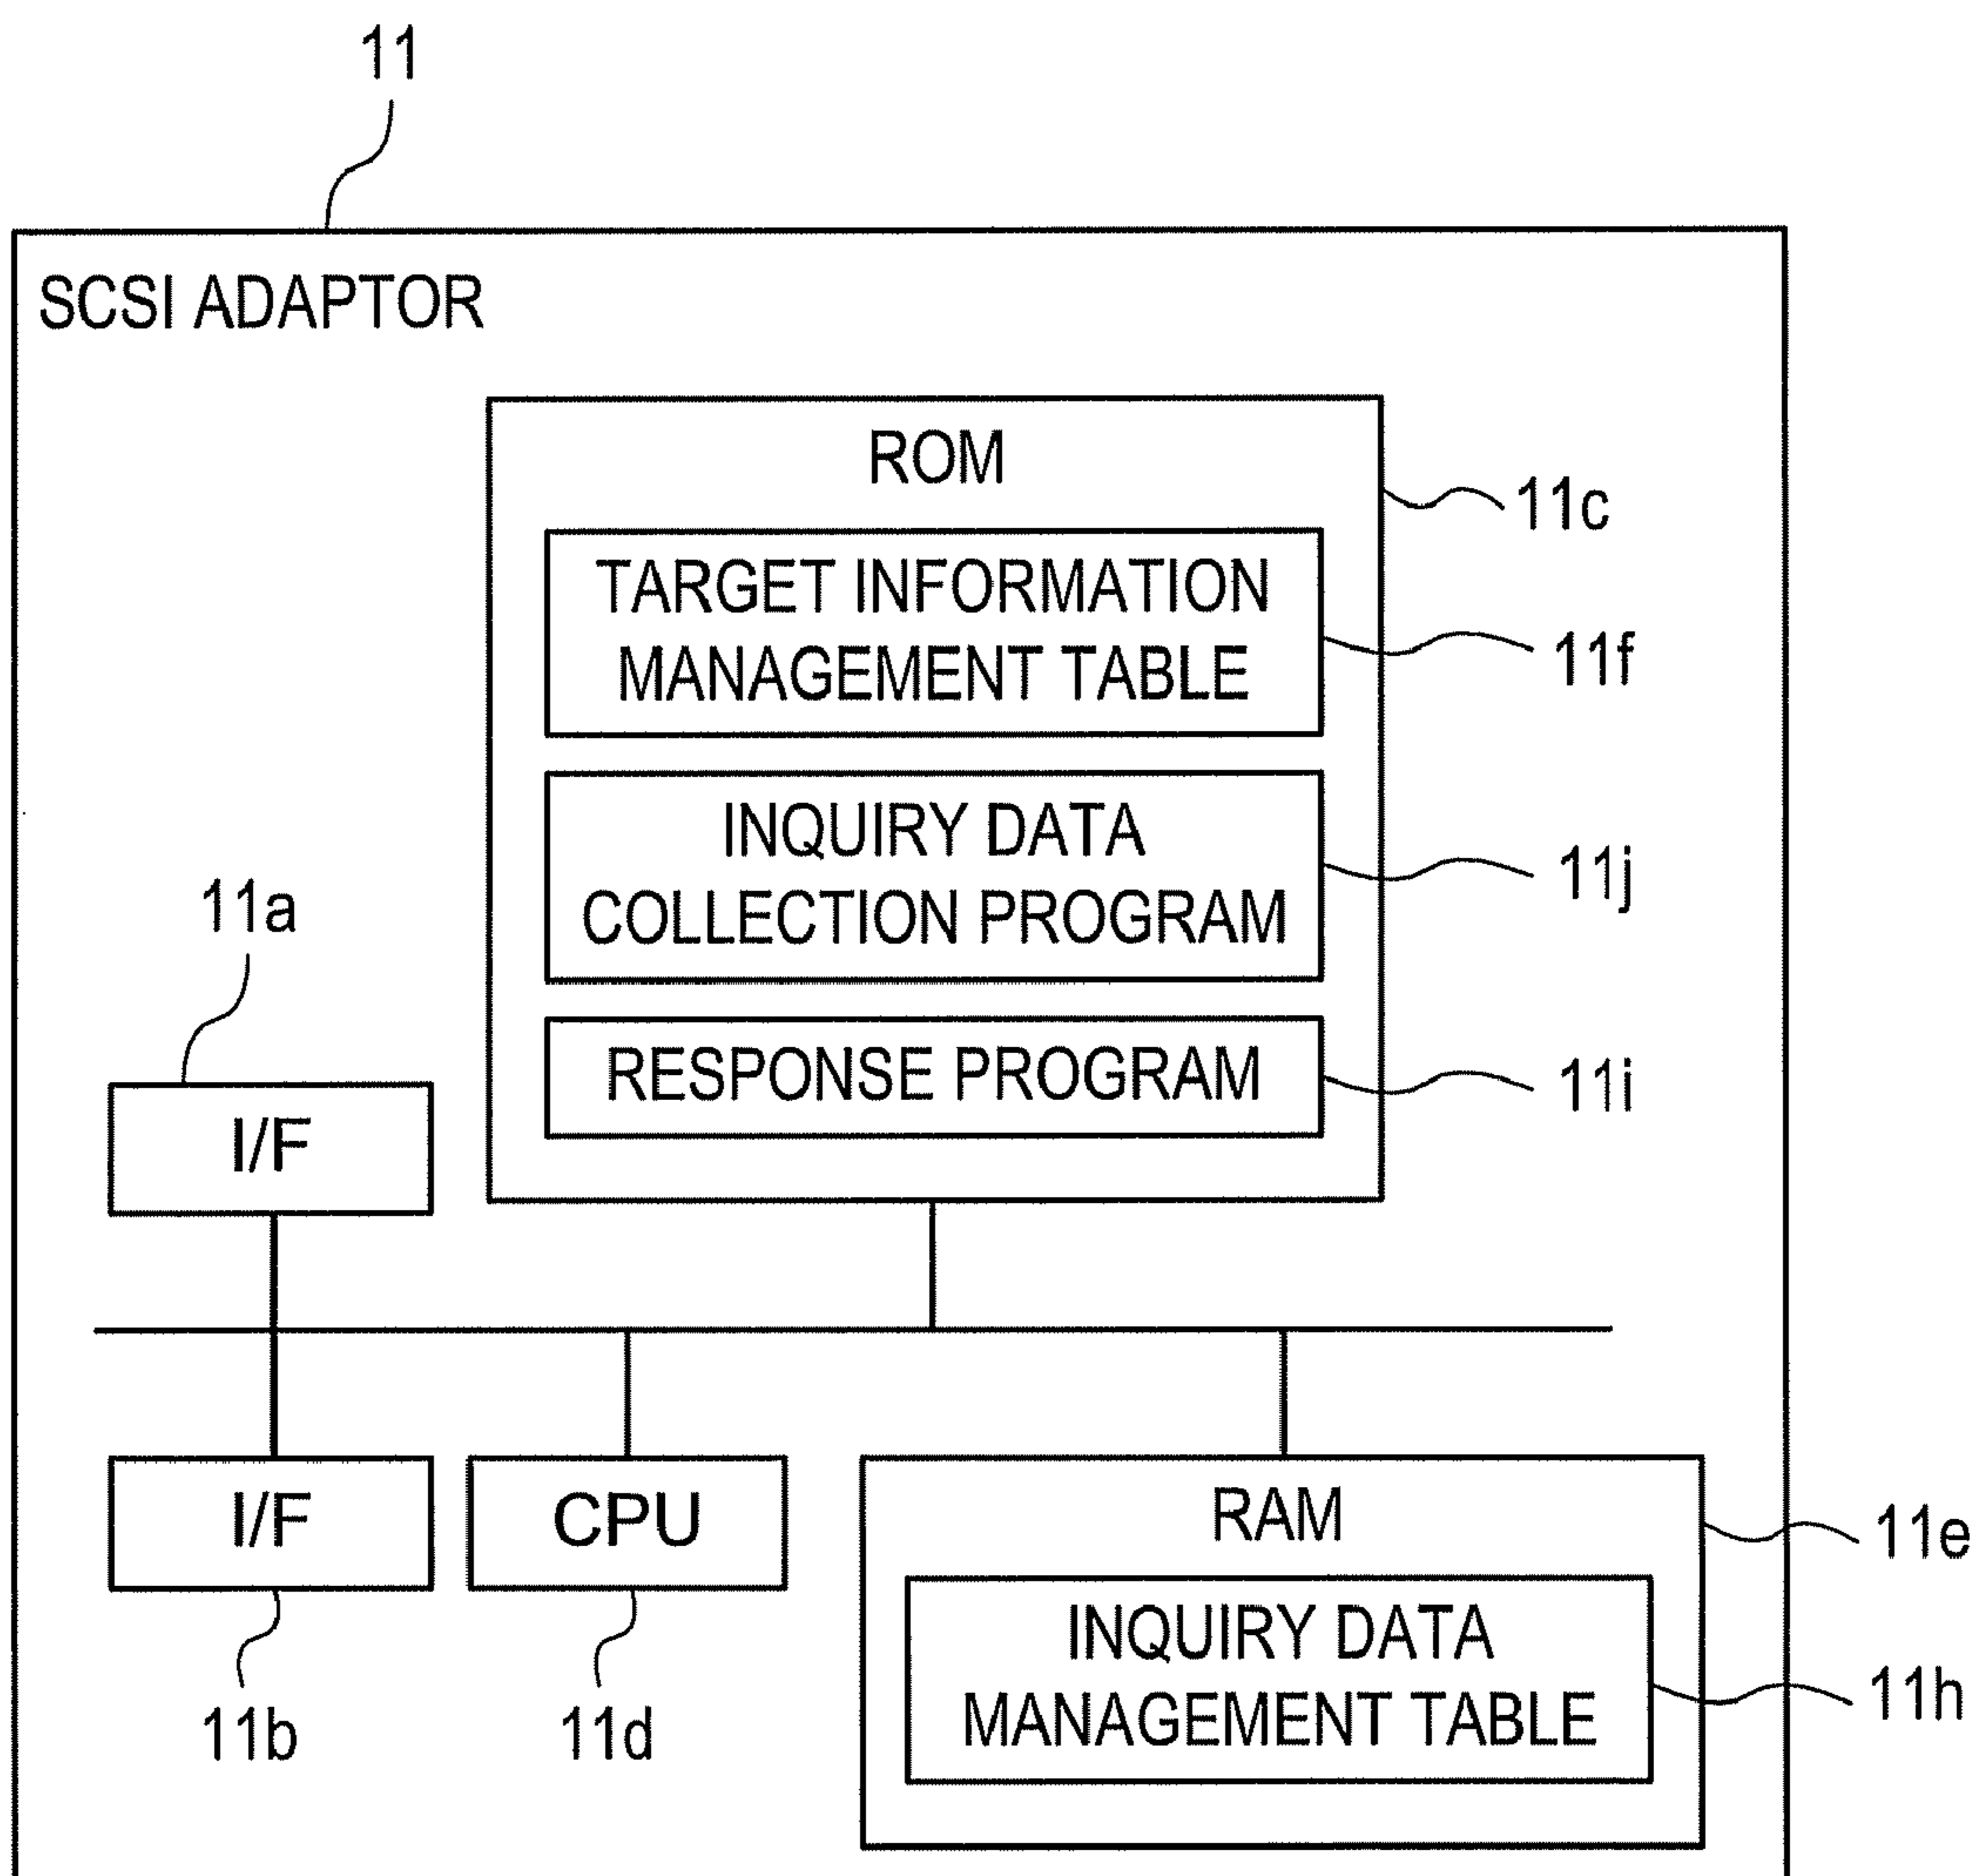 11
SCSI ADAPTOR
ROM
11c
TARGET INFORMATION
MANAGEMENT TABLE
11f
INQUIRY DATA
COLLECTION PROGRAM
11j
RESPONSE PROGRAM
11i
11a
I/F
I/F
11b
CPU
11d
RAM
11e
INQUIRY DATA
MANAGEMENT TABLE
11h